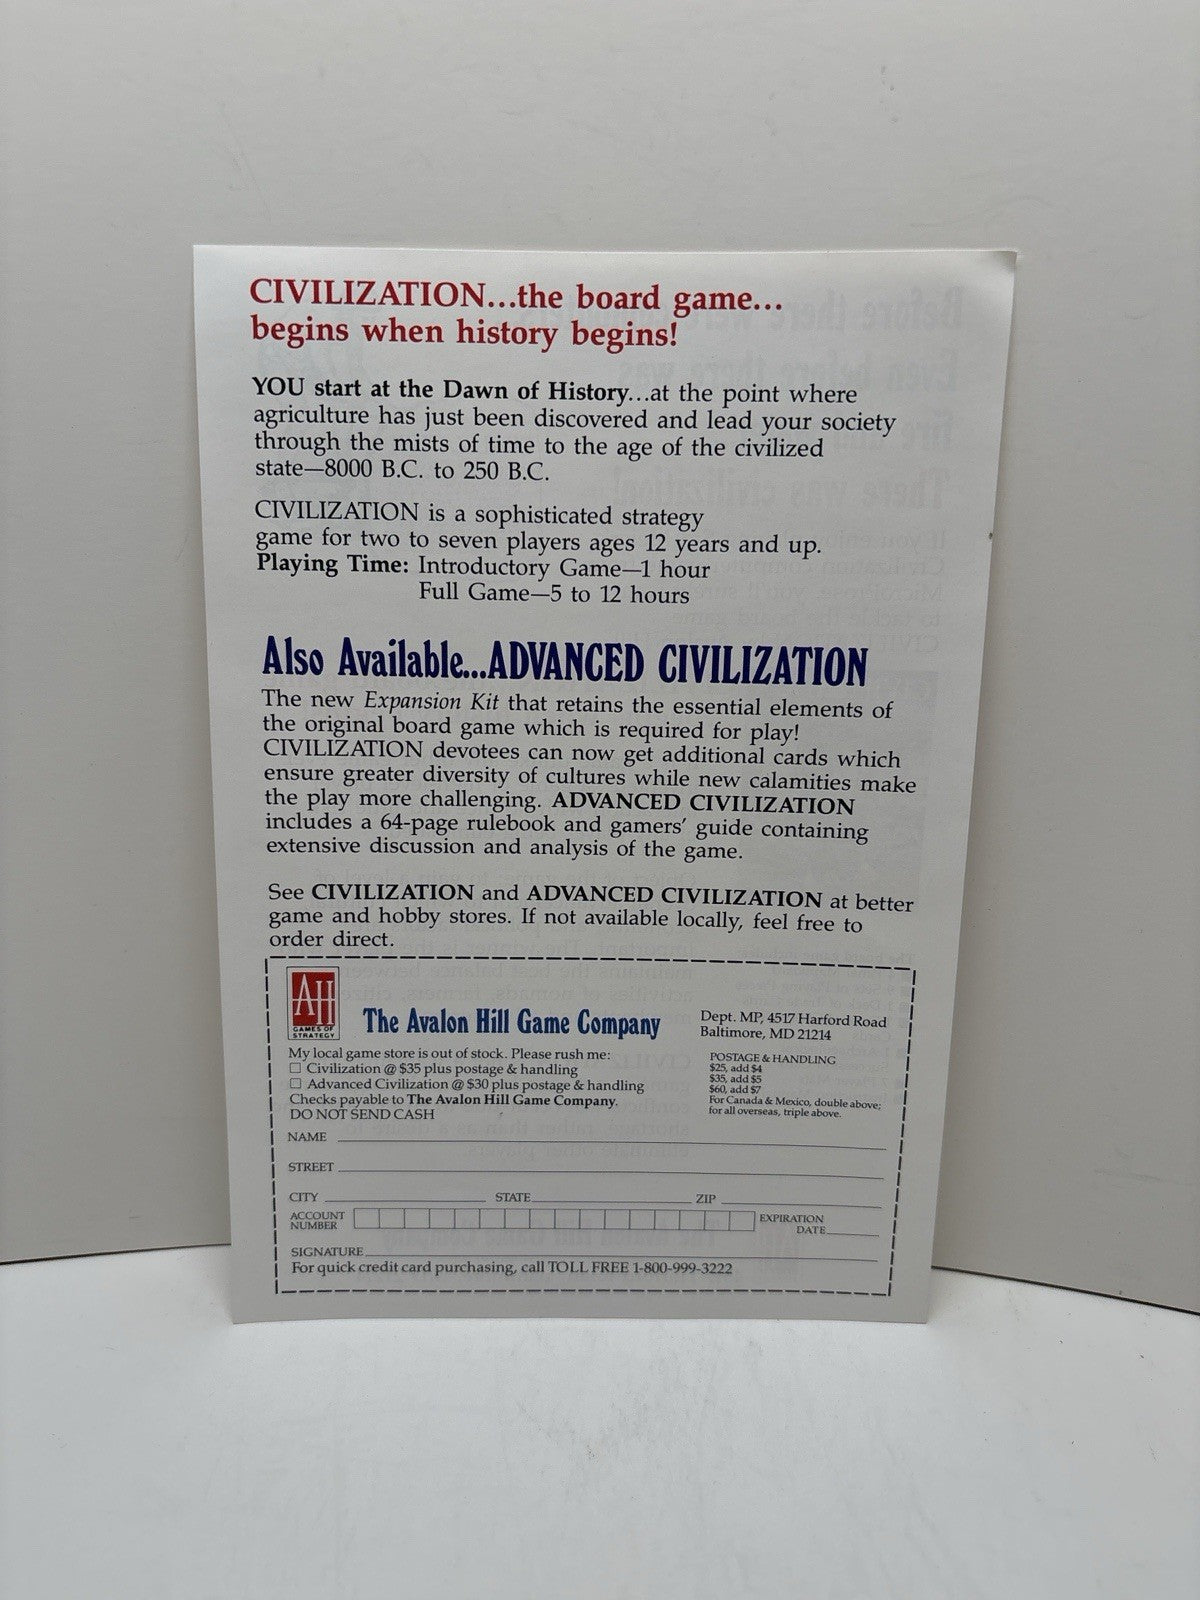 CIVILIZATION...the board game...
begins when history begins!
YOU start at the Dawn of History...at the point where
agriculture has just been discovered and lead your society
through the mists of time to the age of the civilized
state—8000 B.C. to 250 B.C.
CIVILIZATION is a sophisticated strategy
game for two to seven players ages 12 years and up.
Playing Time: Introductory Game—1 hour
Full Game—5 to 12 hours
Also Available...ADVANCED CIVILIZATION
The new Expansion Kit that retains the essential elements of
the original board game which is required for play!
CIVILIZATION devotees can now get additional cards which
ensure greater diversity of cultures while new calamities make
the play more challenging. ADVANCED CIVILIZATION
includes a 64-page rulebook and gamers' guide containing
extensive discussion and analysis of the game.
See CIVILIZATION and ADVANCED CIVILIZATION at better
game and hobby stores. If not available locally, feel free to
order direct.
AH
GAMES OF
STRATEGY
The Avalon Hill Game Company
Dept. MP, 4517 Harford Road
Baltimore, MD 21214
My local game store is out of stock. Please rush me:
☐ Civilization @ $35 plus postage & handling
☐ Advanced Civilization @ $30 plus postage & handling
Checks payable to The Avalon Hill Game Company.
DO NOT SEND CASH
POSTAGE & HANDLING
$25, add $4
$35, add $5
$60, add $7
For Canada & Mexico, double above;
for all overseas, triple above.
NAME
STREET
CITY STATE ZIP
ACCOUNT
NUMBER
EXPIRATION
DATE
SIGNATURE
For quick credit card purchasing, call TOLL FREE 1-800-999-3222